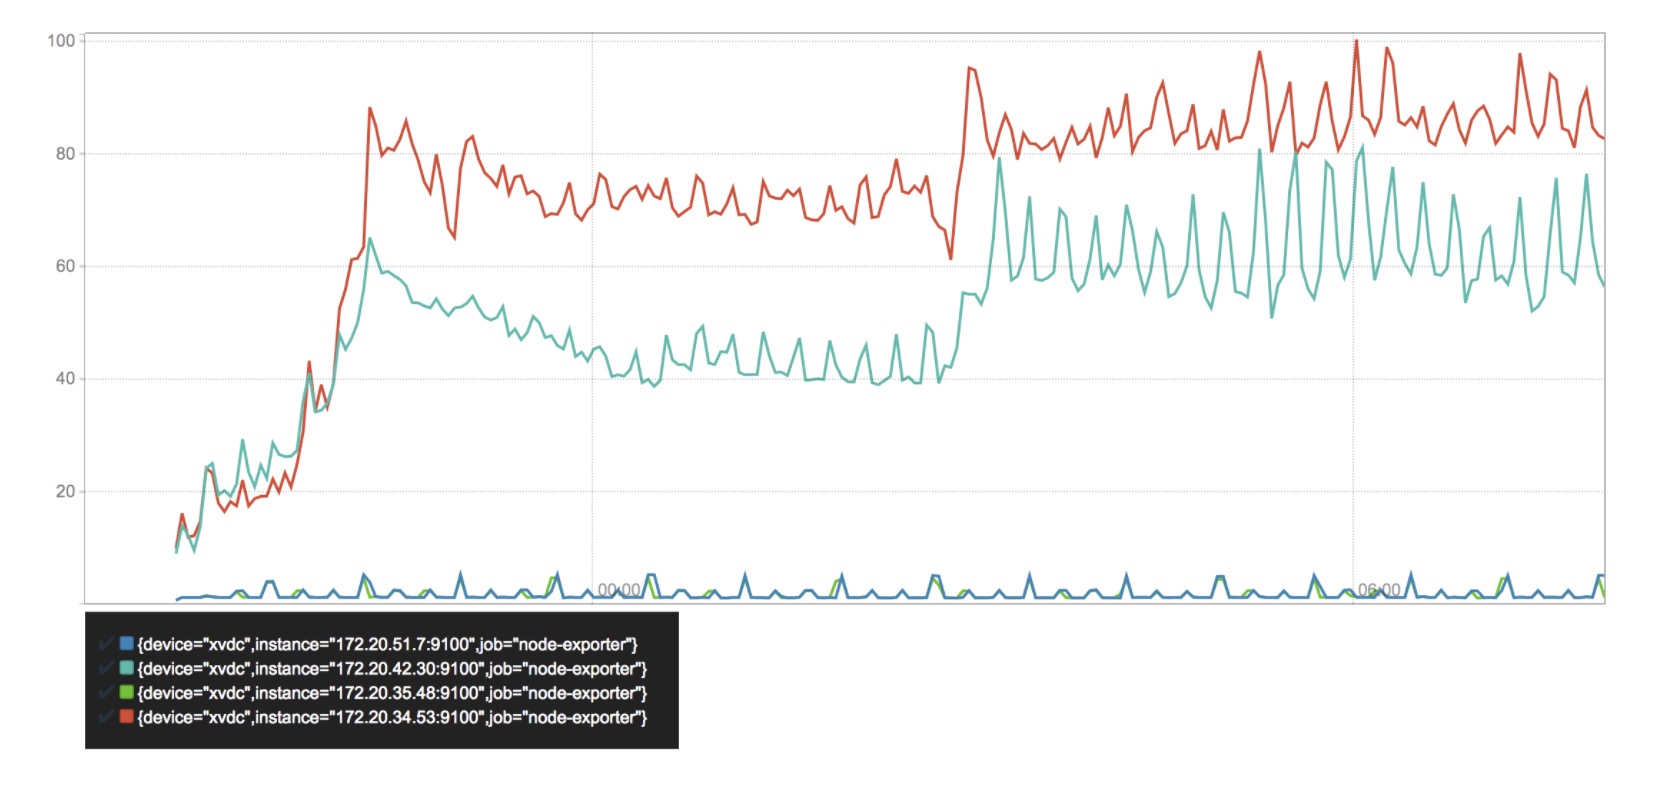 100
80
60
40
20
00:00
06:00
{device="xvdc",instance="172.20.51.7:9100",job="node-exporter"}
{device="xvdc",instance="172.20.42.30:9100",job="node-exporter"}
{device="xvdc",instance="172.20.35.48:9100",job="node-exporter"}
{device="xvdc",instance="172.20.34.53:9100",job="node-exporter"}